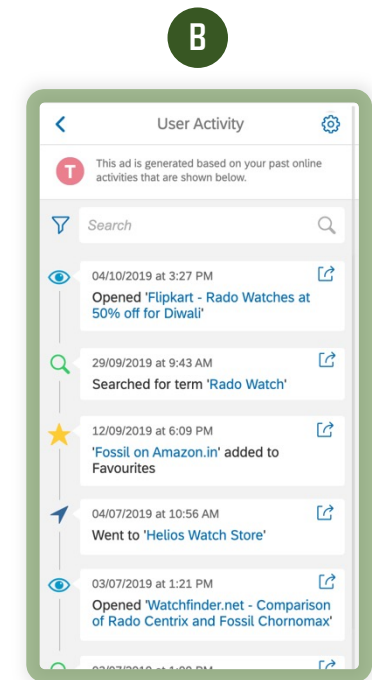 B
User Activity
T
This ad is generated based on your past online
activities that are shown below.
Search
04/10/2019 at 3:27 PM
Opened 'Flipkart - Rado Watches at
50% off for Diwali'
29/09/2019 at 9:43 AM
Searched for term 'Rado Watch'
12/09/2019 at 6:09 PM
'Fossil on Amazon.in' added to
Favourites
04/07/2019 at 10:56 AM
Went to 'Helios Watch Store'
03/07/2019 at 1:21 PM
Opened 'Watchfinder.net - Comparison
of Rado Centrix and Fossil Chornomax'